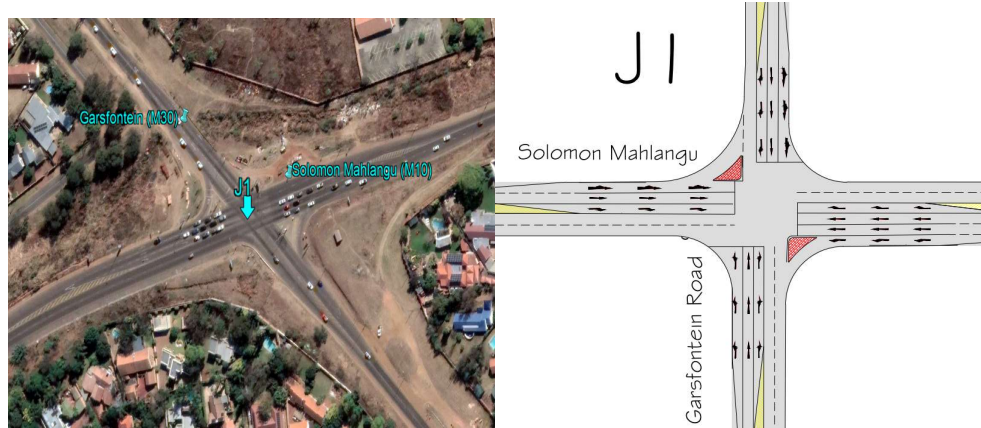 Garsfontein (M30)
Solomon Mahlangu (M10)
J1
J1
Solomon Mahlangu
Garsfontein Road